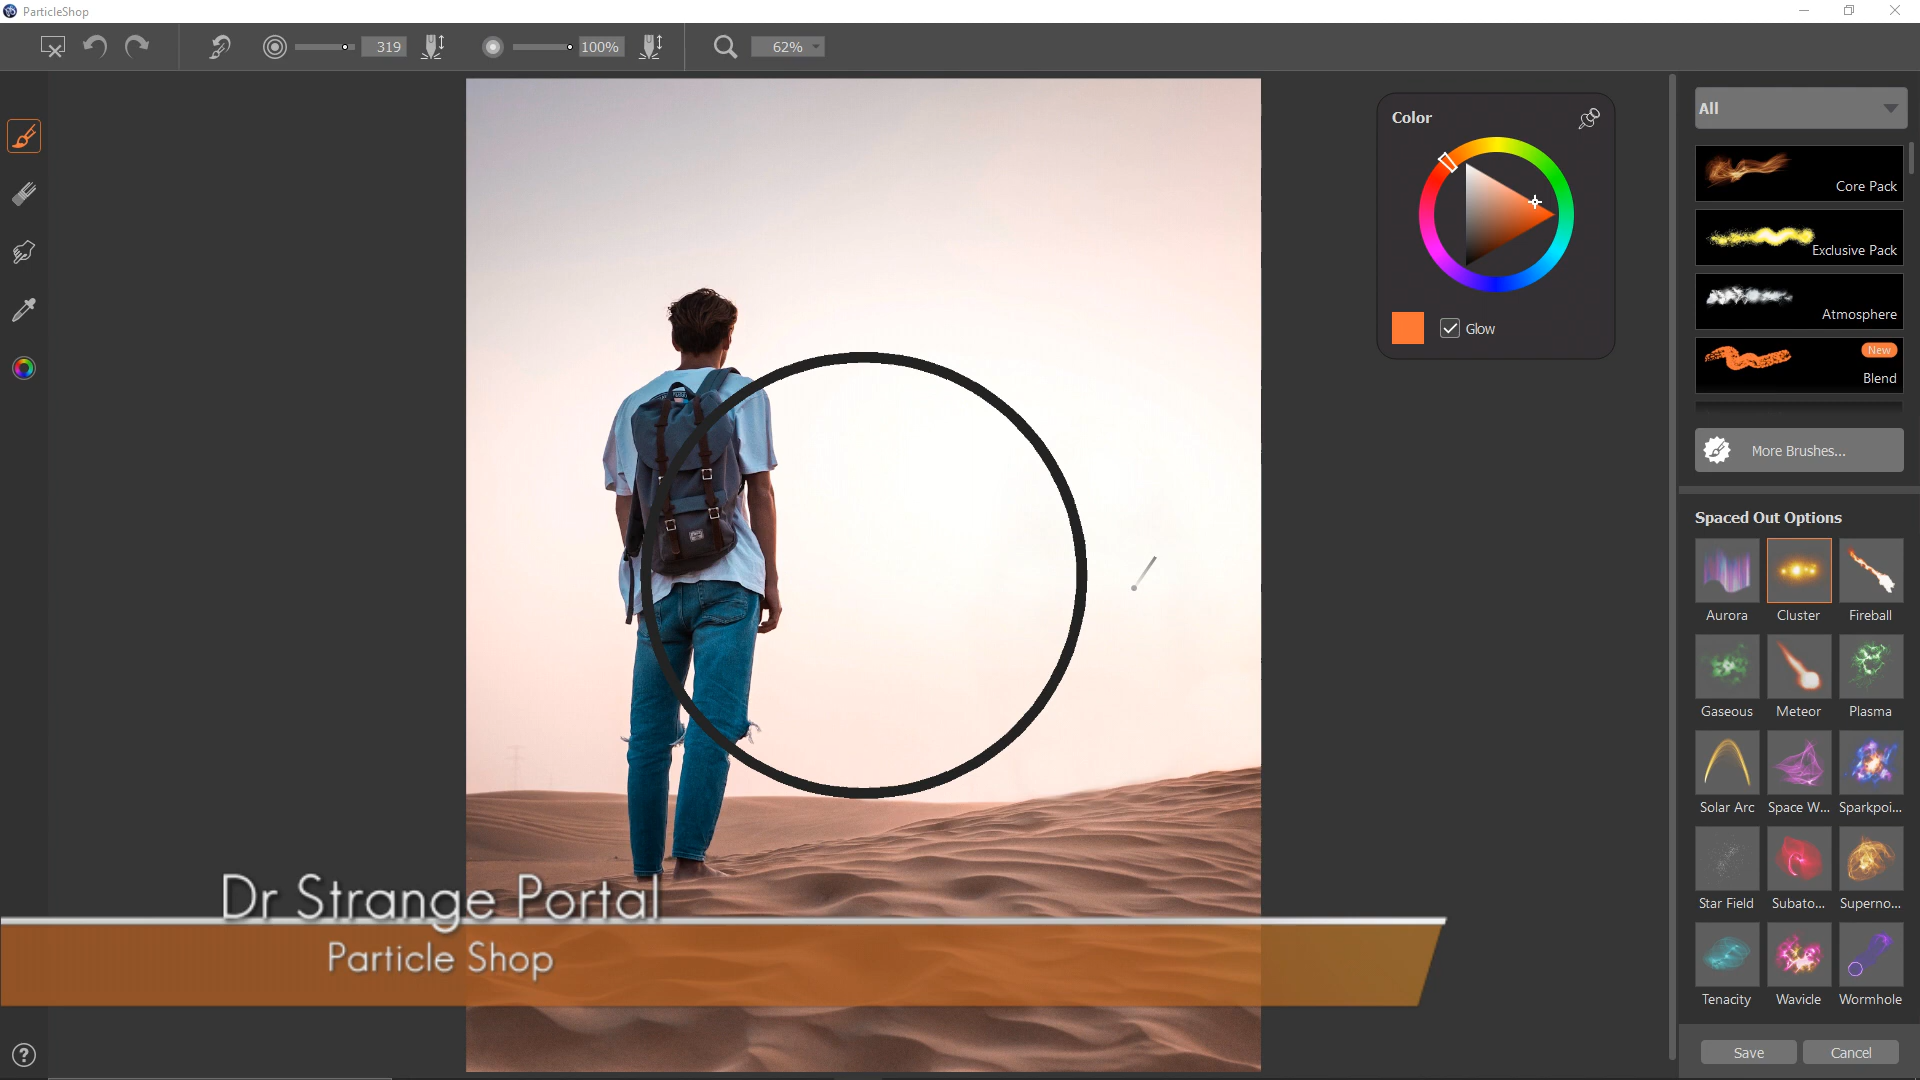 ParticleShop
319
100%
62%
Color
Glow
All
Core Pack
Exclusive Pack
Atmosphere
New
Blend
More Brushes...
Spaced Out Options
Aurora
Cluster
Fireball
Gaseous
Meteor
Plasma
Solar Arc
Space W...
Sparkpoi...
Star Field
Subato...
Superno...
Tenacity
Wavicle
Wormhole
Dr Strange Portal
Particle Shop
?
Save
Cancel